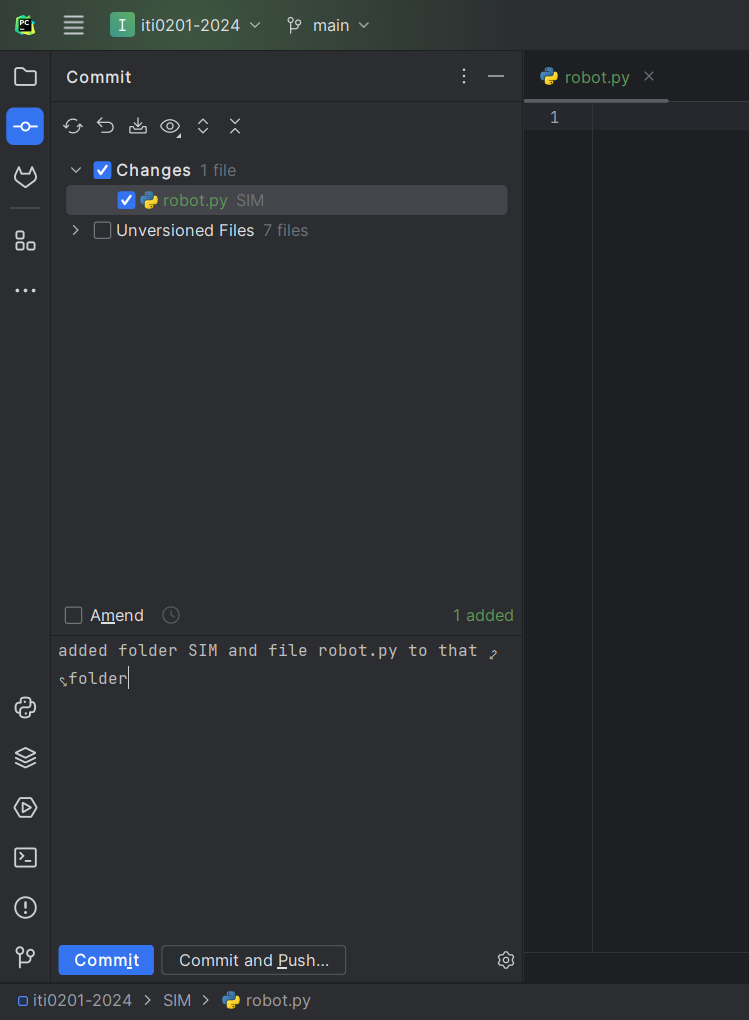 PC
I iti0201-2024 main
Commit
robot.py
1
Changes 1 file
robot.py SIM
Unversioned Files 7 files
Amend
1 added
added folder SIM and file robot.py to that
folder
Commit
Commit and Push...
iti0201-2024 > SIM > robot.py